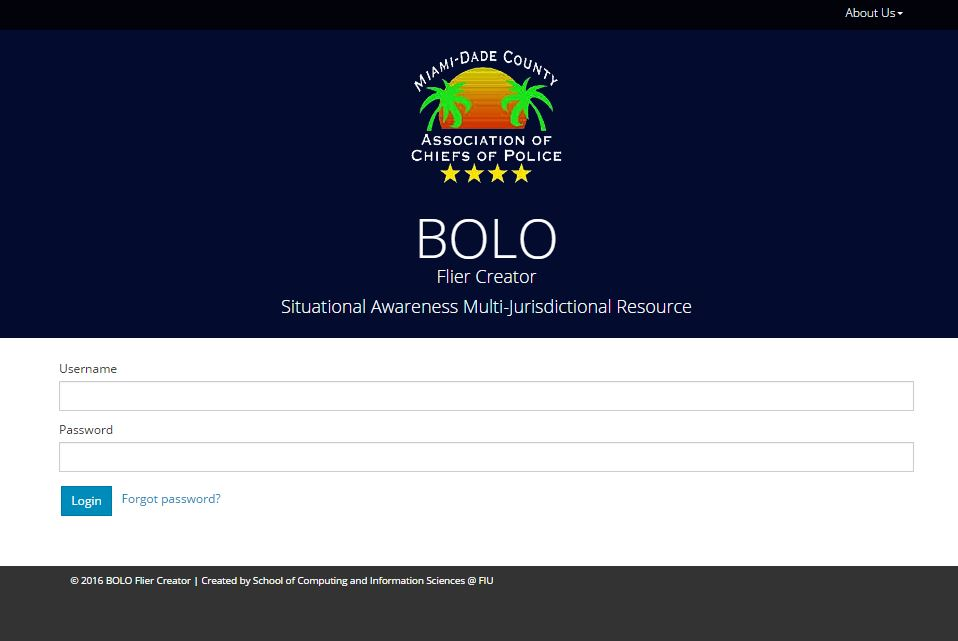 About Us
MIAMI-DADE COUNTY
ASSOCIATION OF
CHIEFS OF POLICE
BOLO
Flier Creator
Situational Awareness Multi-Jurisdictional Resource
Username
Password
Login Forgot password?
© 2016 BOLO Flier Creator | Created by School of Computing and Information Sciences @ FIU